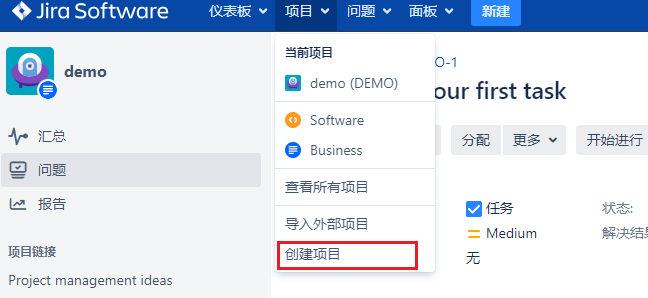 Jira Software 仪表板 项目 问题 面板 新建
demo
汇总
问题
报告
项目链接
Project management ideas
当前项目
demo (DEMO)
Software
Business
查看所有项目
导入外部项目
创建项目
O-1
our first task
分配 更多 开始进行
任务 状态:
Medium 解决结果
无